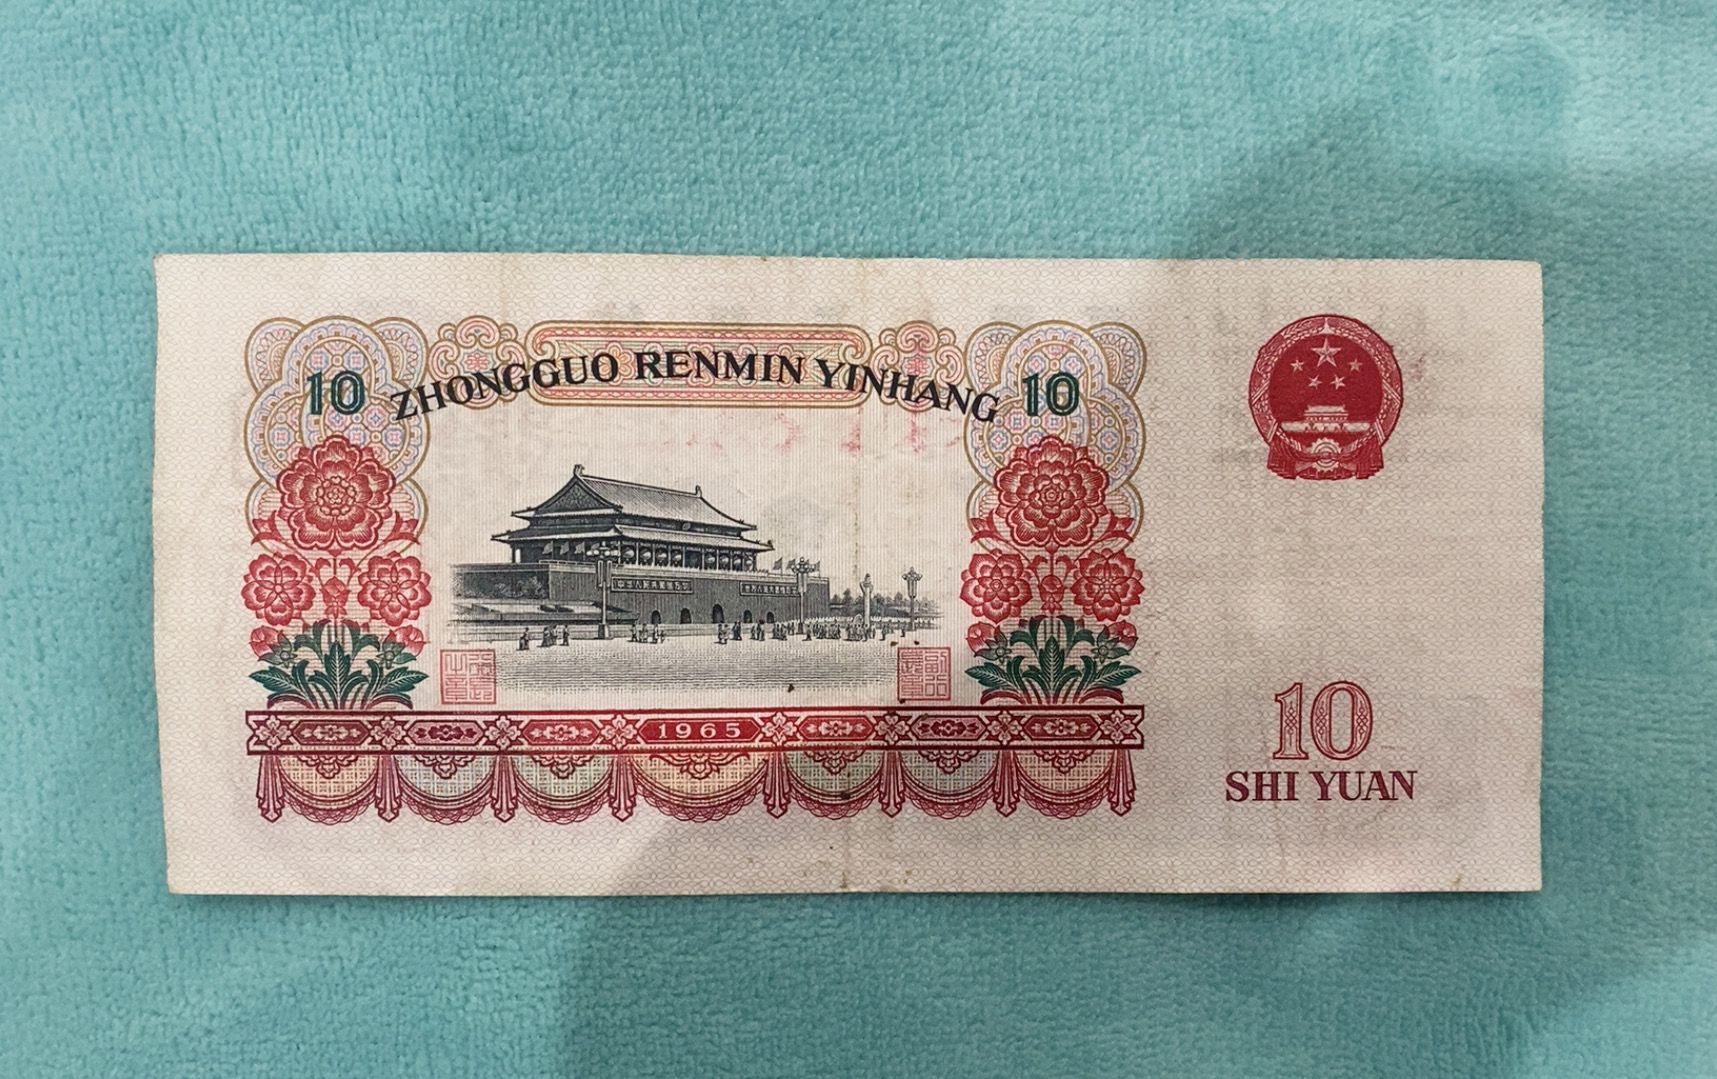 10 ZHONGGUO RENMIN YINHANG 10
1965
10
SHI YUAN